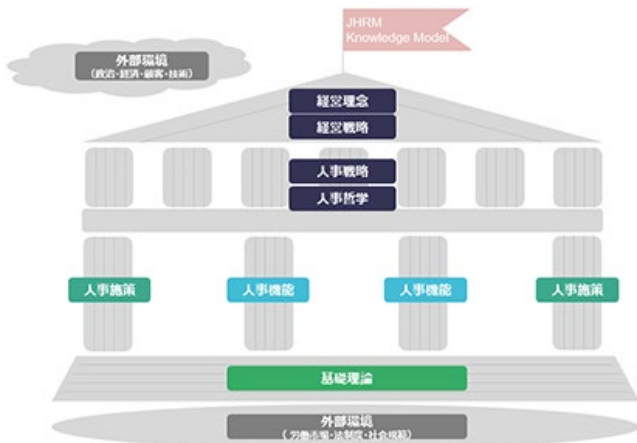 JHRM
Knowledge Model
外部環境
（政治・経済・顧客・技術）
経営理念
経営戦略
人事戦略
人事哲学
人事施策
人事機能
人事機能
人事施策
基礎理論
外部環境
（ 労働市場・法制度・社会規範）